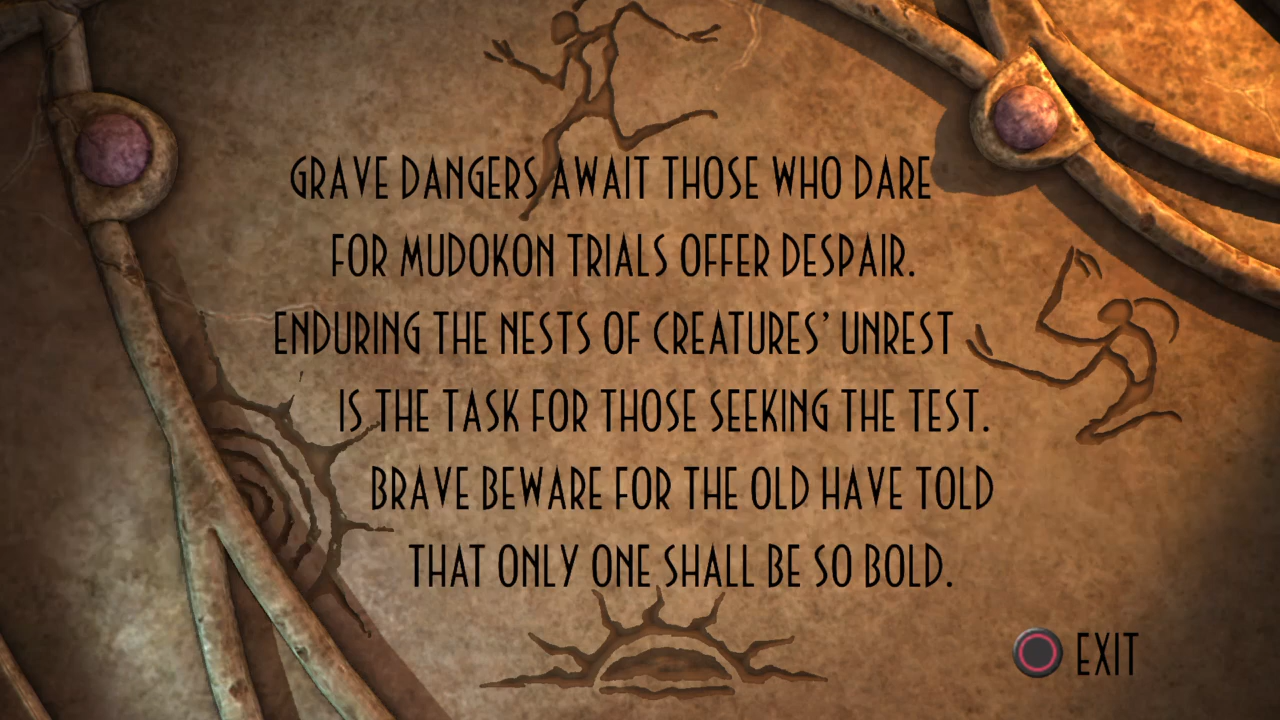 GRAVE DANGERS AWAIT THOSE WHO DARE
FOR MUDOKON TRIALS OFFER DESPAIR.
ENDURING THE NESTS OF CREATURES’ UNREST
IS THE TASK FOR THOSE SEEKING THE TEST.
BRAVE BEWARE FOR THE OLD HAVE TOLD
THAT ONLY ONE SHALL BE SO BOLD.
EXIT